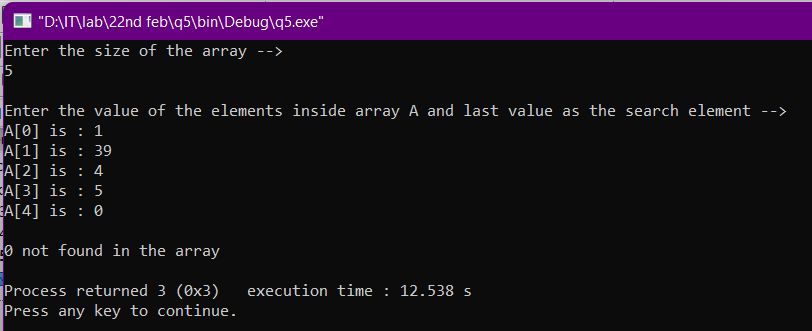 "D:\IT\lab\22nd feb\q5\bin\Debug\q5.exe"
Enter the size of the array -->
5
Enter the value of the elements inside array A and last value as the search element -->
A[0] is : 1
A[1] is : 39
A[2] is : 4
A[3] is : 5
A[4] is : 0
0 not found in the array
Process returned 3 (0x3)   execution time : 12.538 s
Press any key to continue.